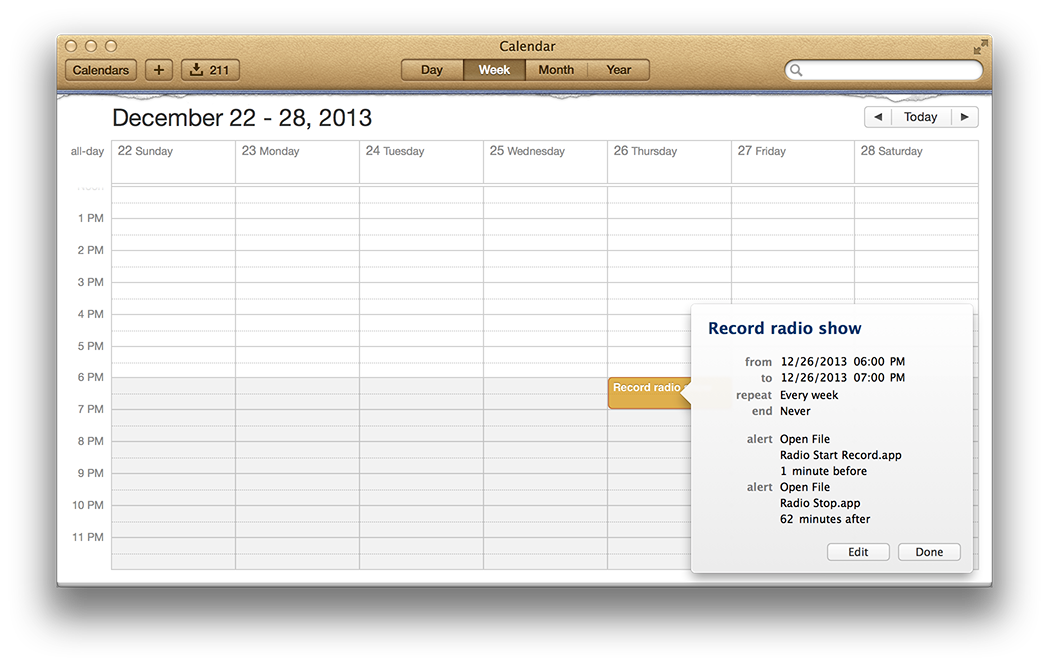 Calendar
Calendars + 211 Day Week Month Year
December 22 - 28, 2013 Today
all-day 22 Sunday 23 Monday 24 Tuesday 25 Wednesday 26 Thursday 27 Friday 28 Saturday
1 PM
2 PM
3 PM
4 PM
5 PM
6 PM
7 PM
8 PM
9 PM
10 PM
11 PM
Record radio
Record radio show
from 12/26/2013 06:00 PM
to 12/26/2013 07:00 PM
repeat Every week
end Never
alert Open File
Radio Start Record.app
1 minute before
alert Open File
Radio Stop.app
62 minutes after
Edit Done